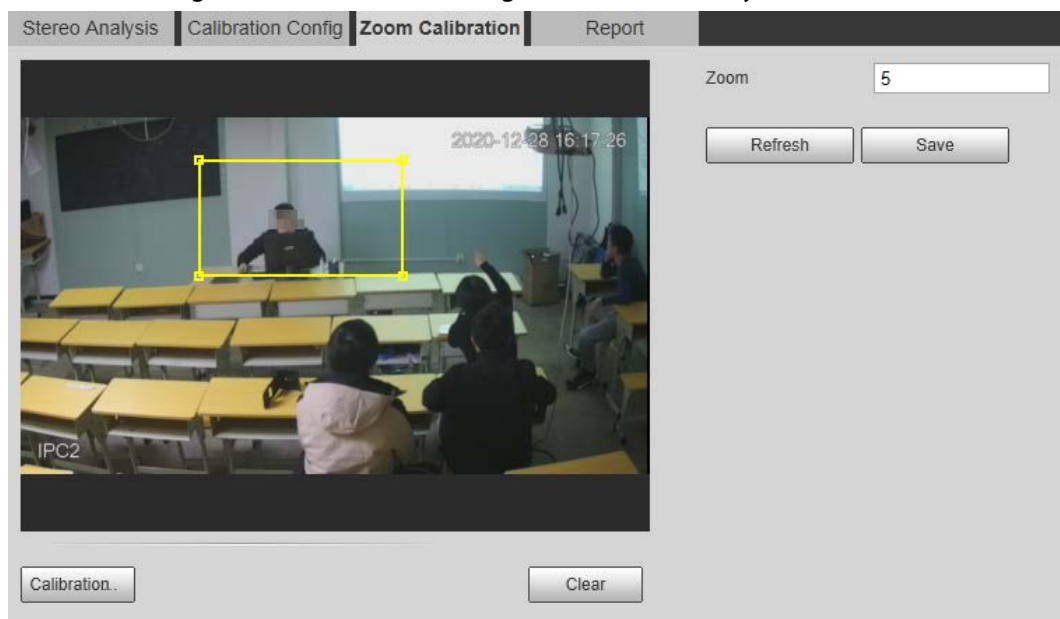 Stereo Analysis Calibration Config Zoom Calibration Report
Zoom 5
2020-12-28 16:17:26
Refresh Save
IPC2
Calibration..
Clear